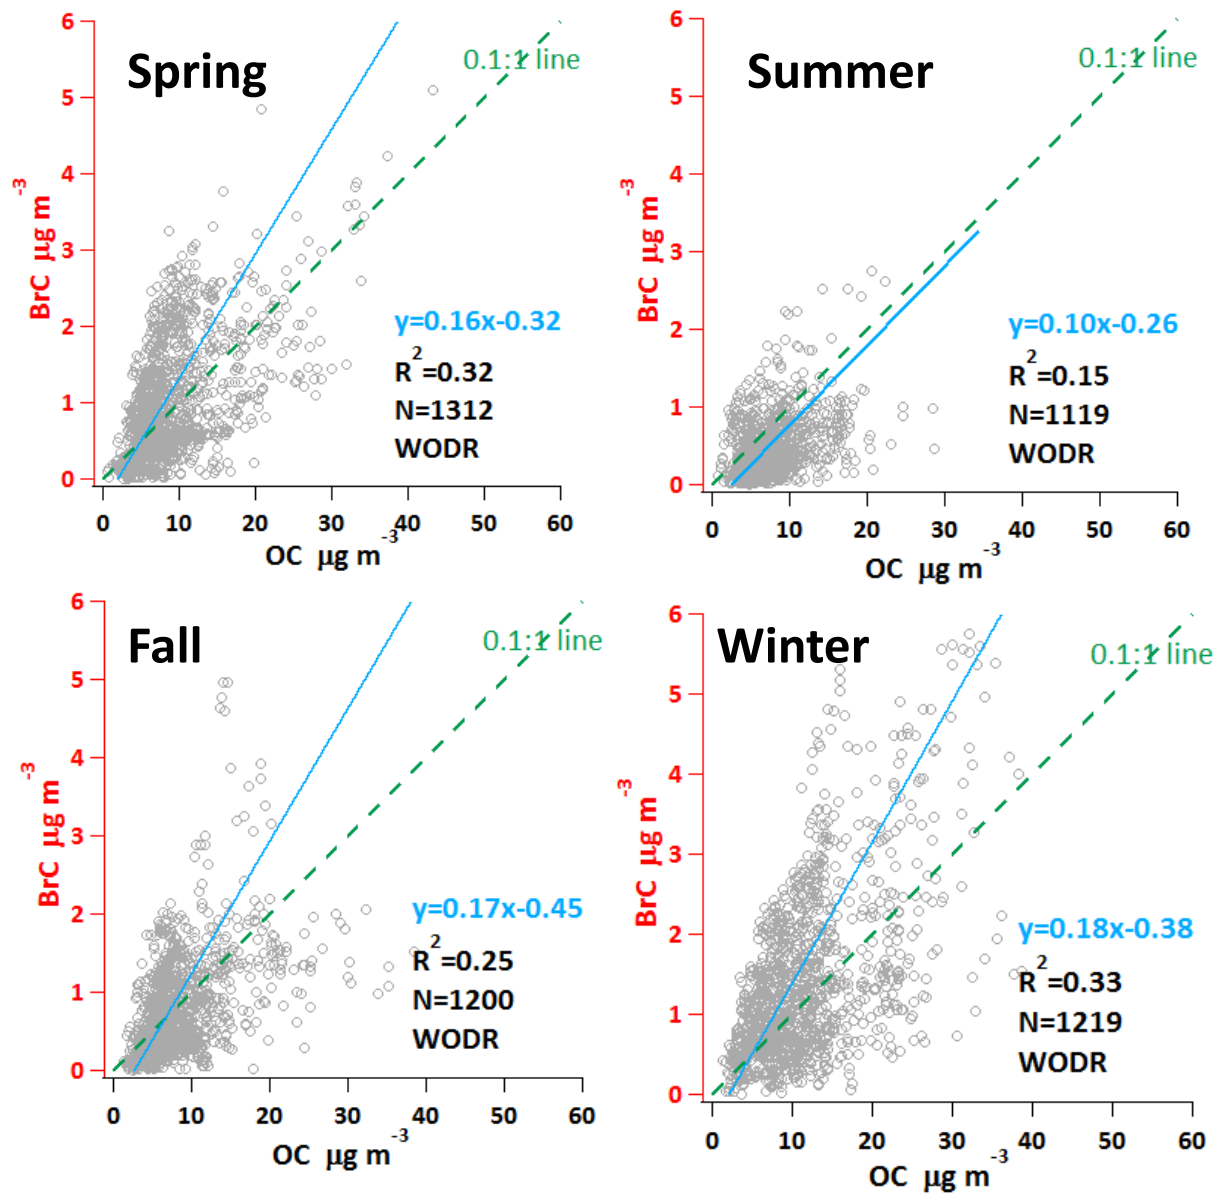 Spring
6
5
4
3
2
1
0
BrC µg m⁻³
0.1:1 line
y=0.16x-0.32
R²=0.32
N=1312
WODR
0 10 20 30 40 50 60
OC µg m⁻³
Summer
6
5
4
3
2
1
0
BrC µg m⁻³
0.1:1 line
y=0.10x-0.26
R²=0.15
N=1119
WODR
0 10 20 30 40 50 60
OC µg m⁻³
Fall
6
5
4
3
2
1
0
BrC µg m⁻³
0.1:1 line
y=0.17x-0.45
R²=0.25
N=1200
WODR
0 10 20 30 40 50 60
OC µg m⁻³
Winter
6
5
4
3
2
1
0
BrC µg m⁻³
0.1:1 line
y=0.18x-0.38
R²=0.33
N=1219
WODR
0 10 20 30 40 50 60
OC µg m⁻³